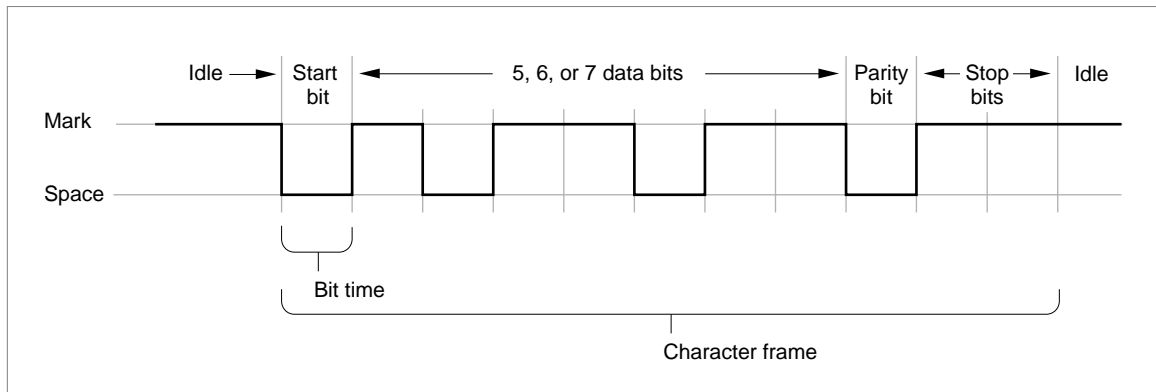 Idle
Start
bit
5, 6, or 7 data bits
Parity
bit
Stop
bits
Idle
Mark
Space
Bit time
Character frame